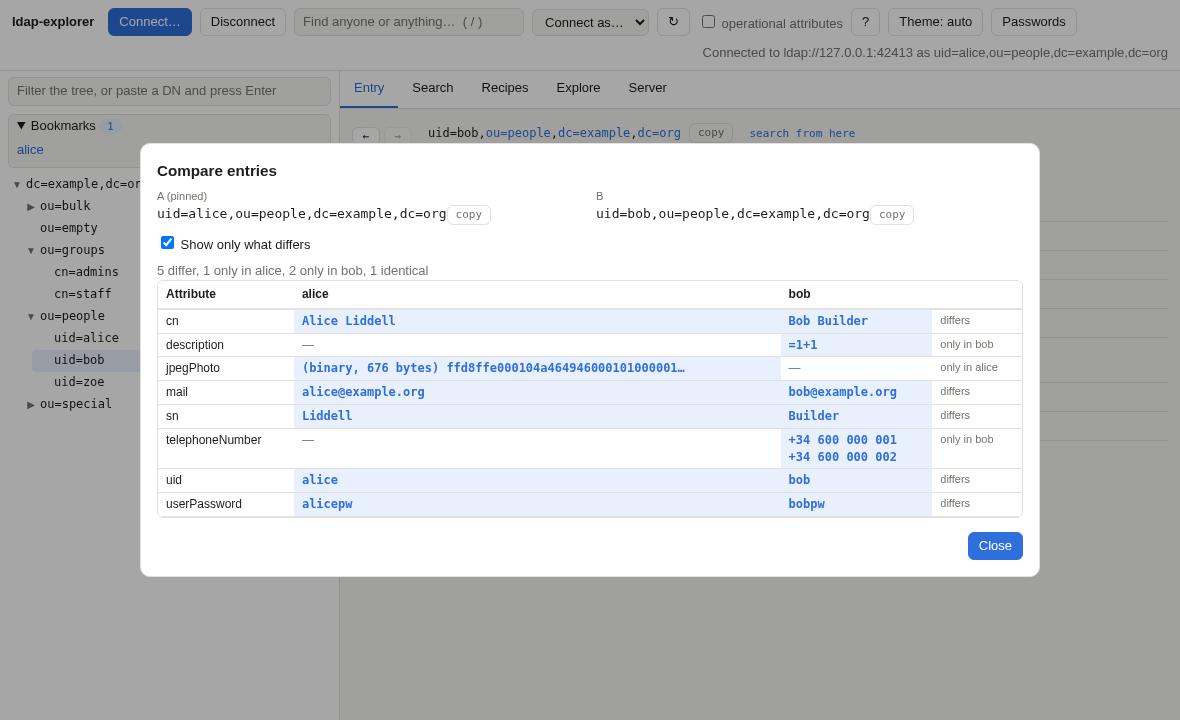 ldap-explorer Connect… Disconnect Find anyone or anything… ( / ) Connect as… ↻ operational attributes ? Theme: auto Passwords
Connected to ldap://127.0.0.1:42413 as uid=alice,ou=people,dc=example,dc=org
Filter the tree, or paste a DN and press Enter
Entry Search Recipes Explore Server
▼ Bookmarks 1
alice
← → uid=bob,ou=people,dc=example,dc=org copy search from here
▼ dc=example,dc=or
▶ ou=bulk
ou=empty
▼ ou=groups
cn=admins
cn=staff
▼ ou=people
uid=alice
uid=bob
uid=zoe
▶ ou=special
Compare entries
A (pinned) B
uid=alice,ou=people,dc=example,dc=org copy uid=bob,ou=people,dc=example,dc=org copy
Show only what differs
5 differ, 1 only in alice, 2 only in bob, 1 identical
Attribute alice bob
cn Alice Liddell Bob Builder differs
description — =1+1 only in bob
jpegPhoto (binary, 676 bytes) ffd8ffe000104a464946000101000001… — only in alice
mail alice@example.org bob@example.org differs
sn Liddell Builder differs
telephoneNumber — +34 600 000 001 only in bob
+34 600 000 002
uid alice bob differs
userPassword alicepw bobpw differs
Close